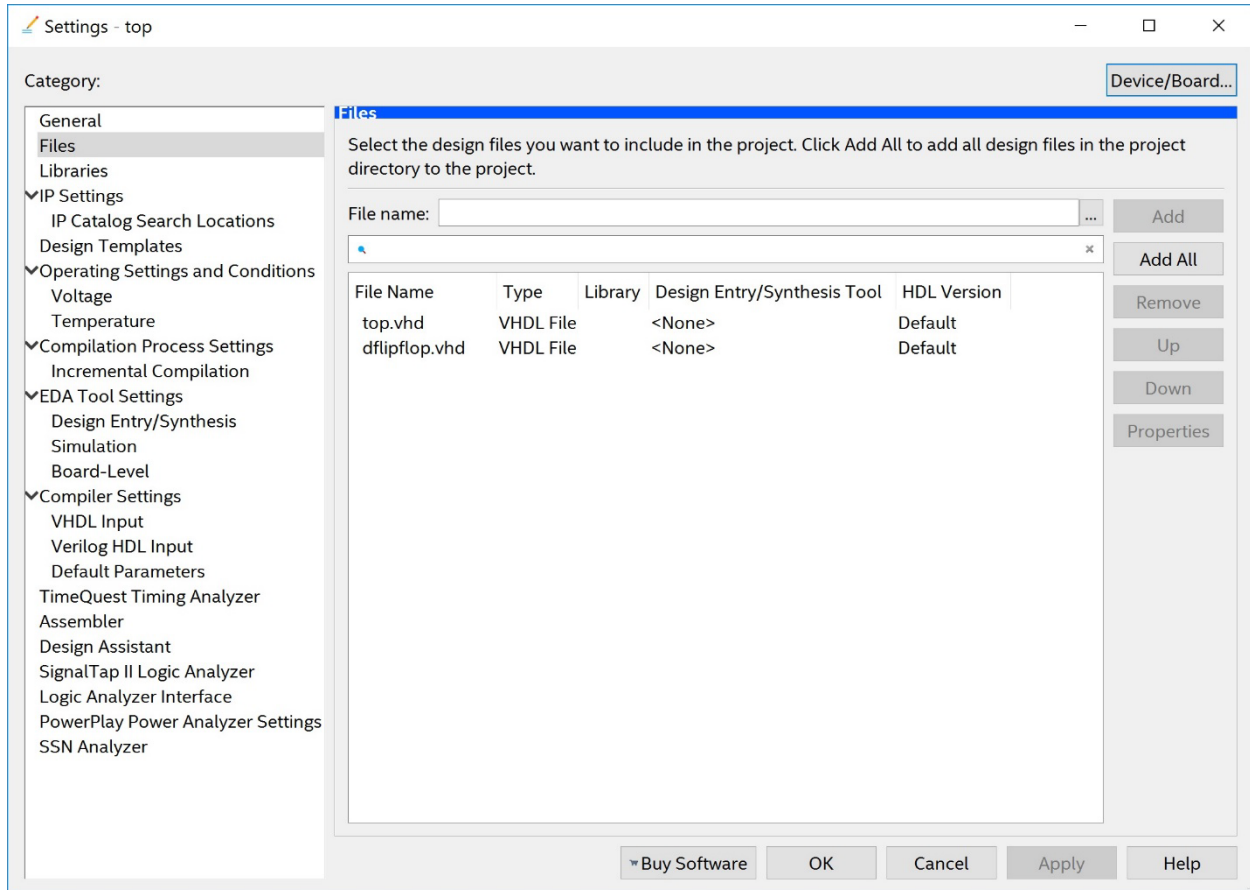 Settings - top
Category:
Device/Board...
General
Files
Libraries
IP Settings
IP Catalog Search Locations
Design Templates
Operating Settings and Conditions
Voltage
Temperature
Compilation Process Settings
Incremental Compilation
EDA Tool Settings
Design Entry/Synthesis
Simulation
Board-Level
Compiler Settings
VHDL Input
Verilog HDL Input
Default Parameters
TimeQuest Timing Analyzer
Assembler
Design Assistant
SignalTap II Logic Analyzer
Logic Analyzer Interface
PowerPlay Power Analyzer Settings
SSN Analyzer
Files
Select the design files you want to include in the project. Click Add All to add all design files in the project
directory to the project.
File name:
...
Add
Add All
Remove
Up
Down
Properties
File Name Type Library Design Entry/Synthesis Tool HDL Version
top.vhd VHDL File <None> Default
dflipflop.vhd VHDL File <None> Default
Buy Software
OK
Cancel
Apply
Help